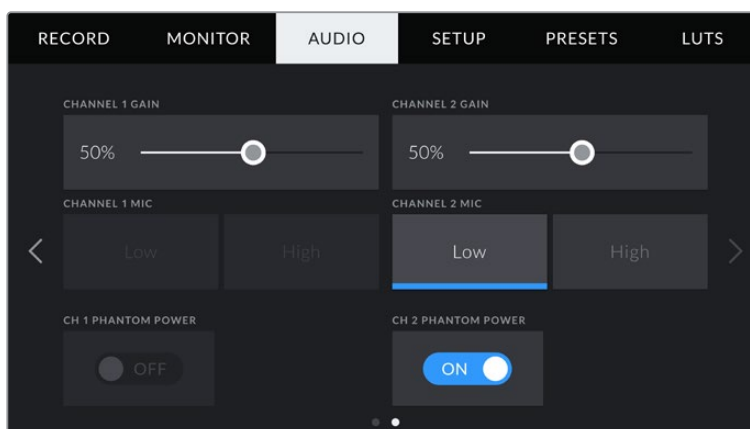 RECORD MONITOR AUDIO SETUP PRESETS LUTS
CHANNEL 1 GAIN CHANNEL 2 GAIN
50% 50%
CHANNEL 1 MIC CHANNEL 2 MIC
Low High Low High
CH 1 PHANTOM POWER CH 2 PHANTOM POWER
OFF ON